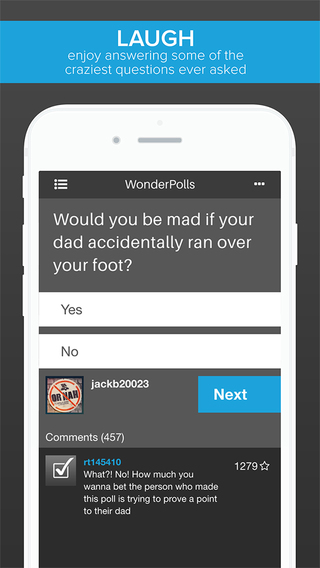 LAUGH
enjoy answering some of the
craziest questions ever asked
WonderPolls
Would you be mad if your
dad accidentally ran over
your foot?
Yes
No
OR NAH
jackb20023
Next
Comments (457)
rt145410
1279
What?! No! How much you
wanna bet the person who made
this poll is trying to prove a point
to their dad